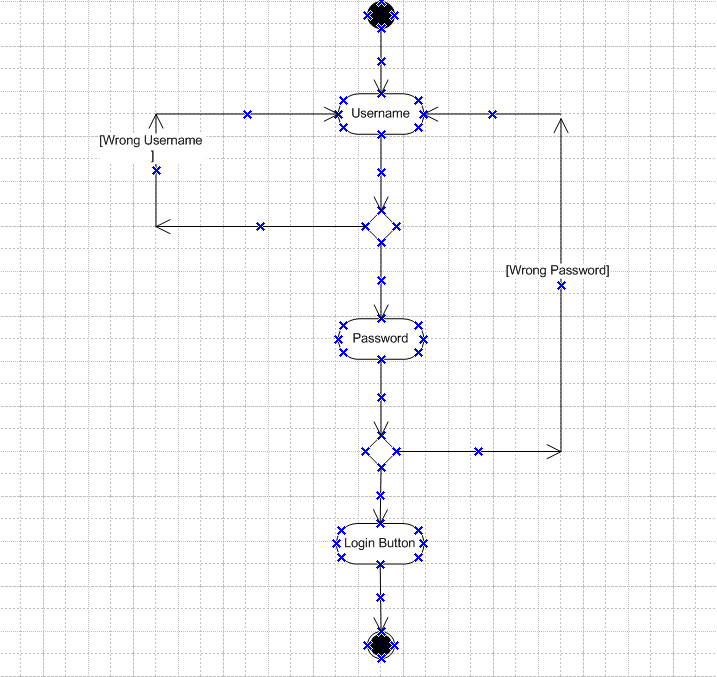 Username
[Wrong Username
]
[Wrong Password]
Password
Login Button